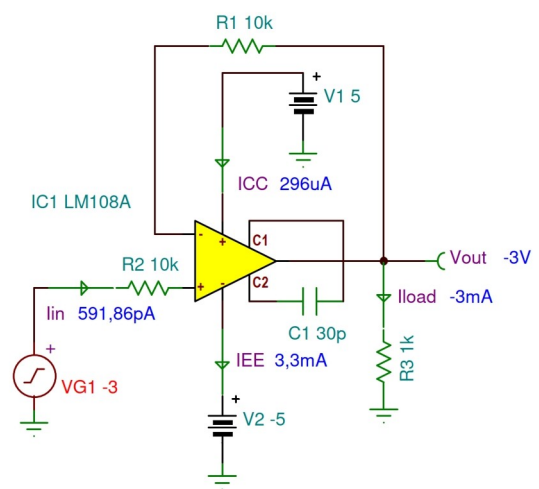 R1 10k
+
V1 5
ICC 296uA
IC1 LM108A
-
+
C1
C2
R2 10k
+
-
Vout -3V
Iin 591,86pA
Iload -3mA
C1 30p
R3 1k
+
VG1 -3
IEE 3,3mA
+
V2 -5